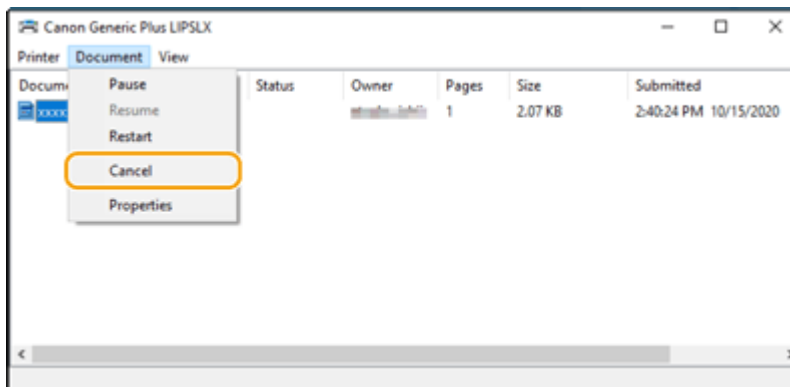 Canon Generic Plus LIPSLX
Printer Document View
Status Owner Pages Size Submitted
Pause
1 2.07 KB 2:40:24 PM 10/15/2020
Resume
Restart
Cancel
Properties